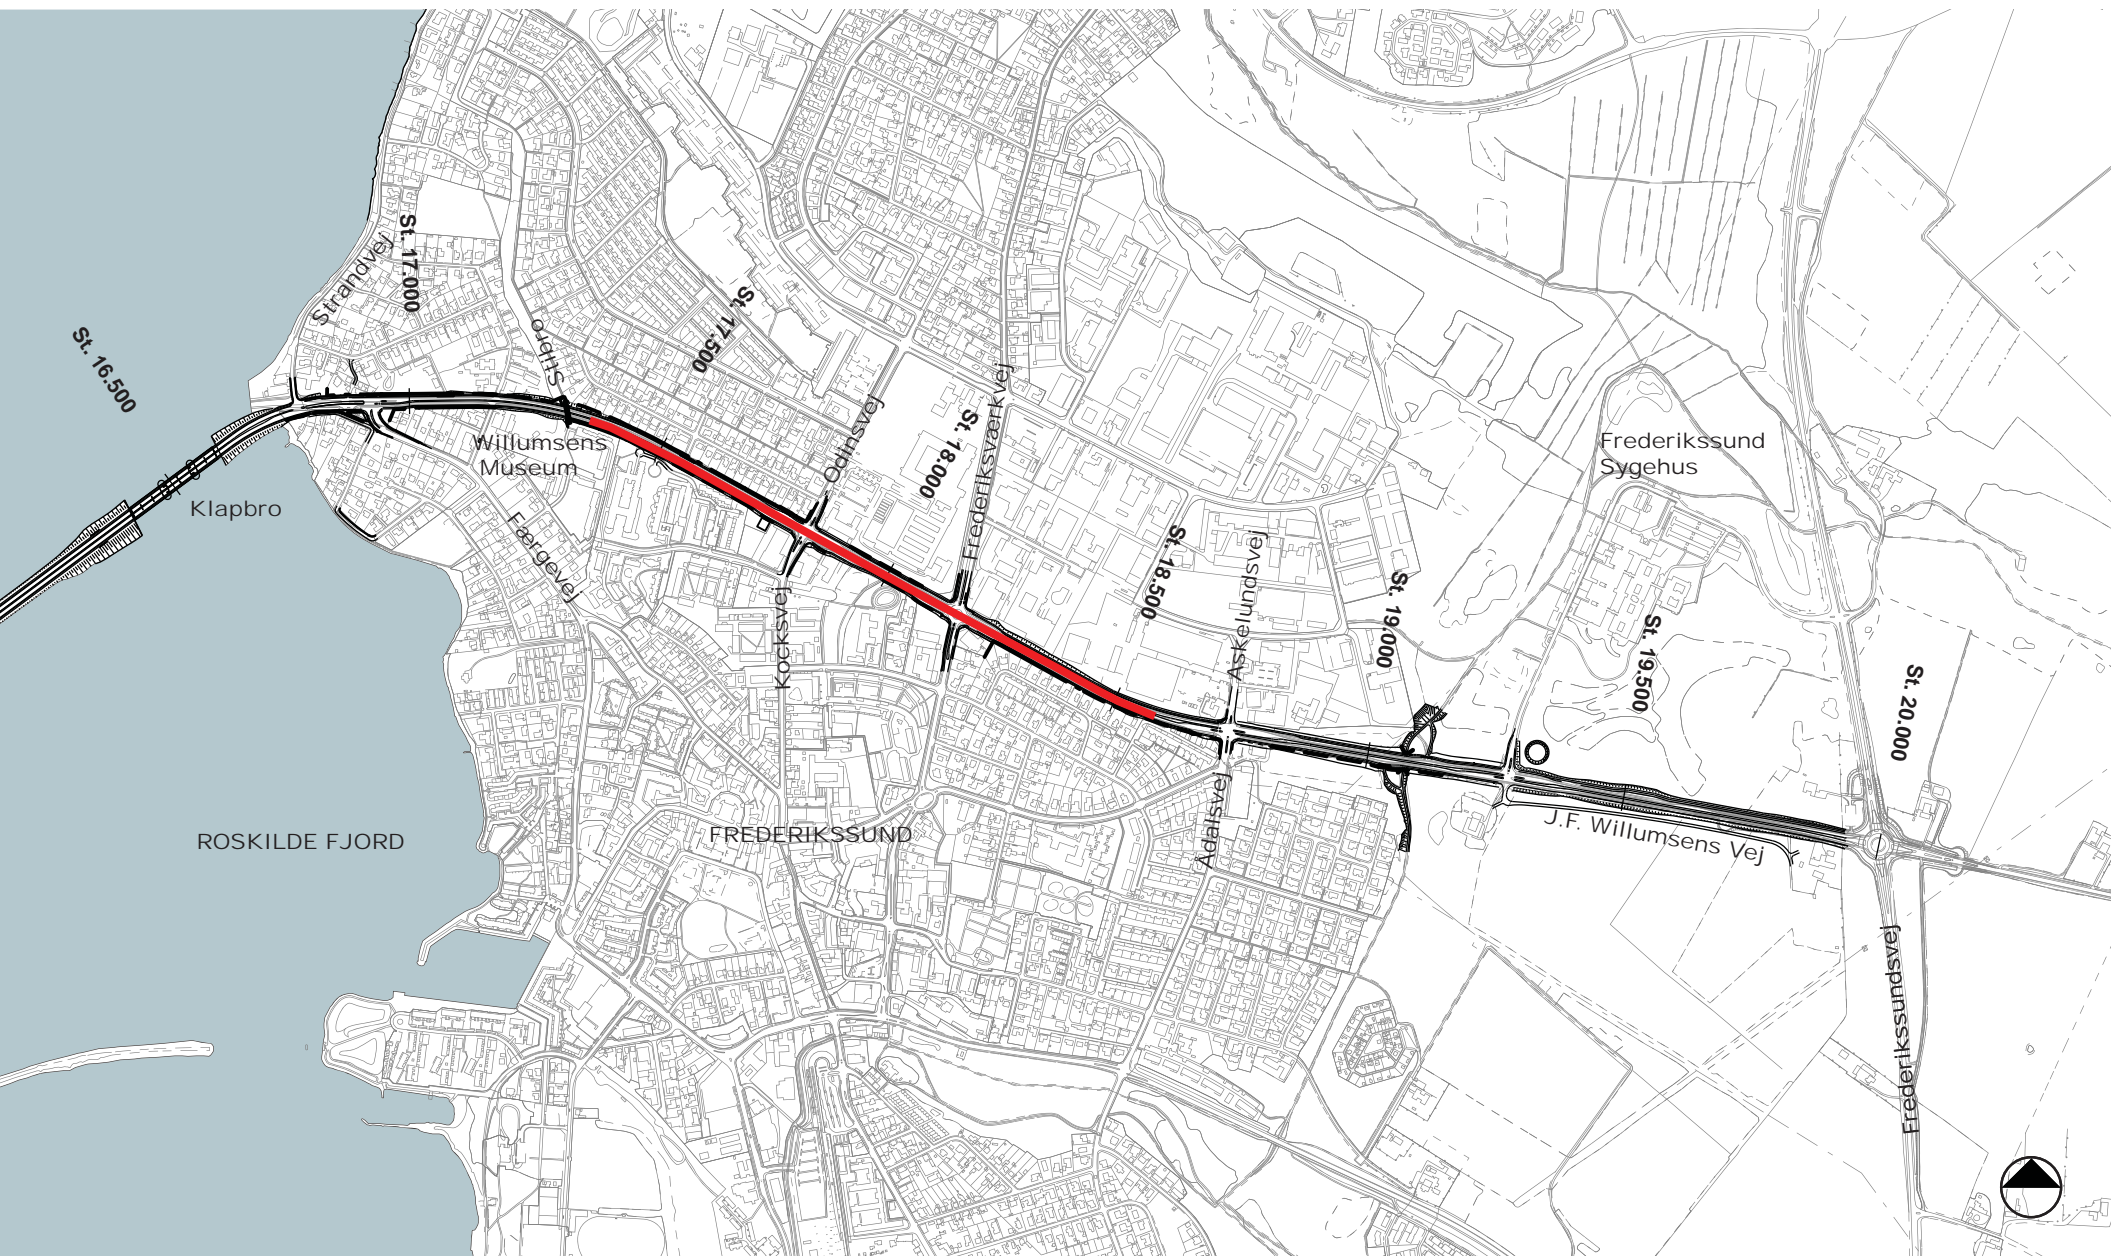 Strandvej
St. 17.000
St. 16.500
Stibro
St. 17.500
Willumsens
Museum
Klapbro
Færgevej
Odinsvej
St. 18.000
Frederiksværkvej
Kocksvej
St. 18.500
Askelundsvej
St. 19.000
Frederikssund
Sygehus
St. 19.500
St. 20.000
ROSKILDE FJORD
FREDERIKSSUND
Ådalsvej
J.F. Willumsens Vej
Frederikssundsvej